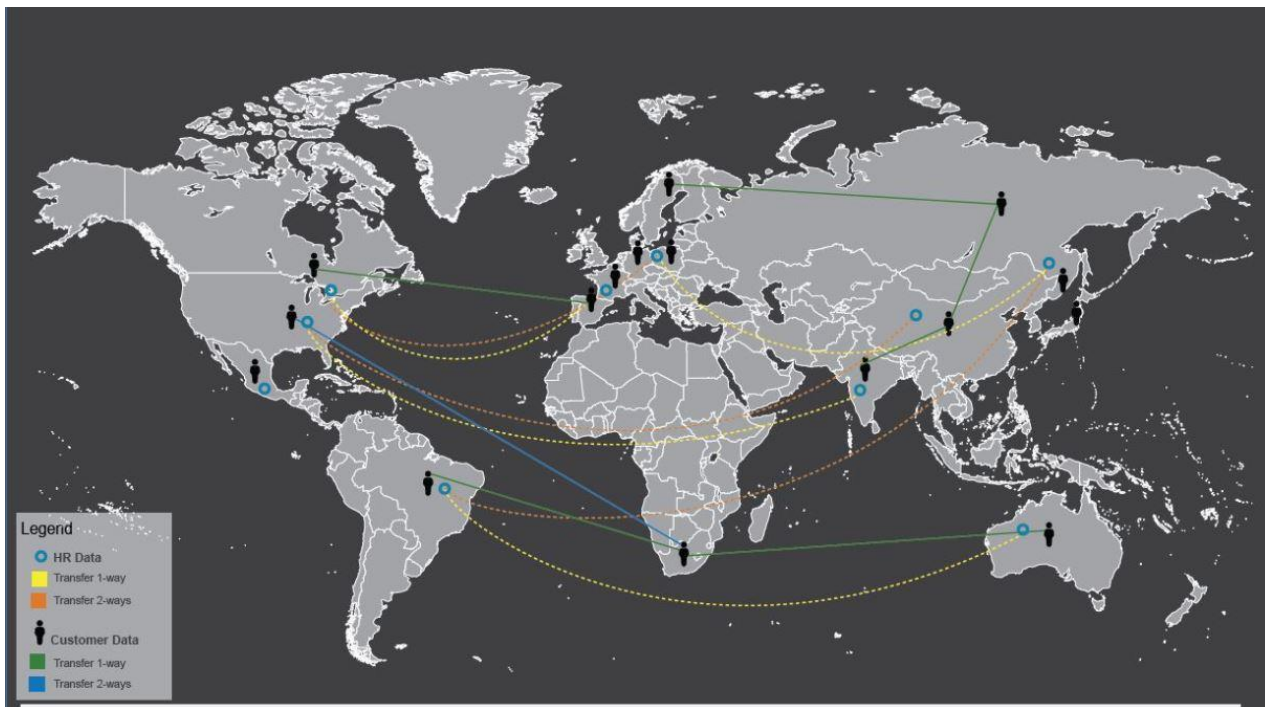 Legend
HR Data
Transfer 1-way
Transfer 2-ways
Customer Data
Transfer 1-way
Transfer 2-ways